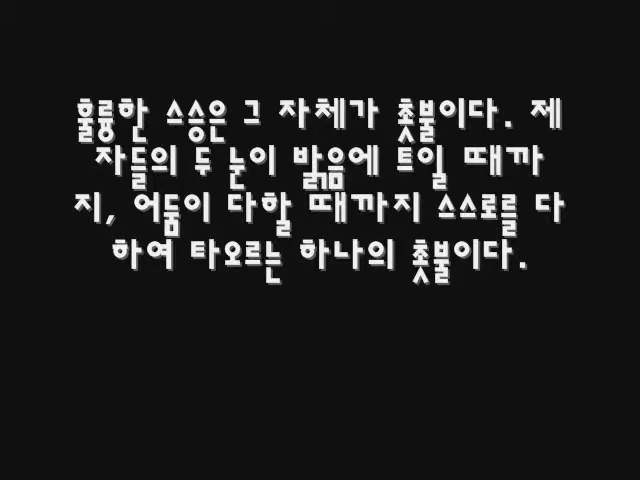 훌륭한 스승은 그 자체가 촛불이다. 제
자들의 두 눈이 밝음에 트일 때까
지, 어둠이 다할 때까지 스스로를 다
하여 타오르는 하나의 촛불이다.